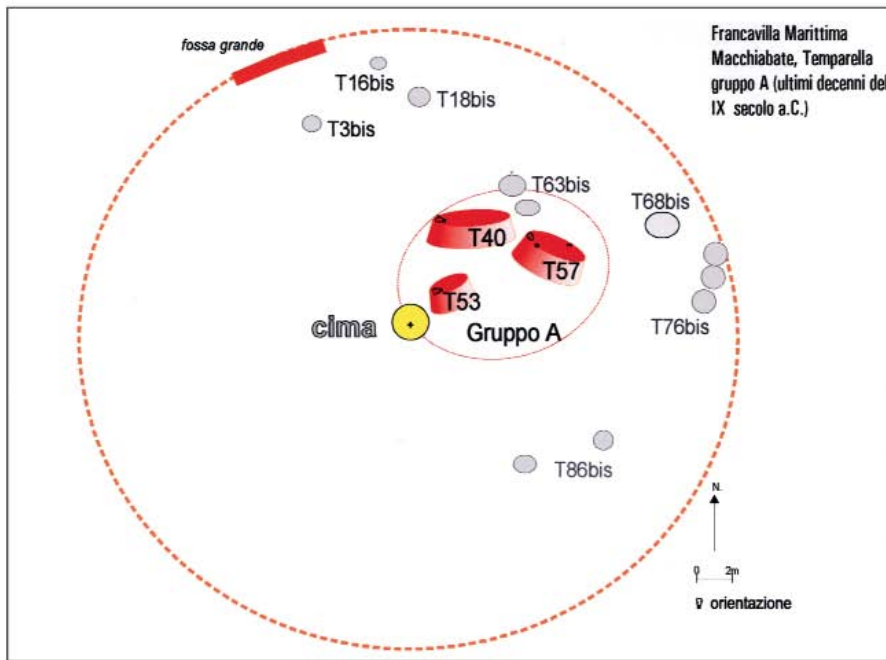 Francavilla Marittima
Macchiabate, Temparella
gruppo A (ultimi decenni del
IX secolo a.C.)
fossa grande
T16bis
T18bis
T3bis
T63bis
T68bis
T40
T57
T53
T76bis
cima
Gruppo A
T86bis
N.
0 2m
orientazione